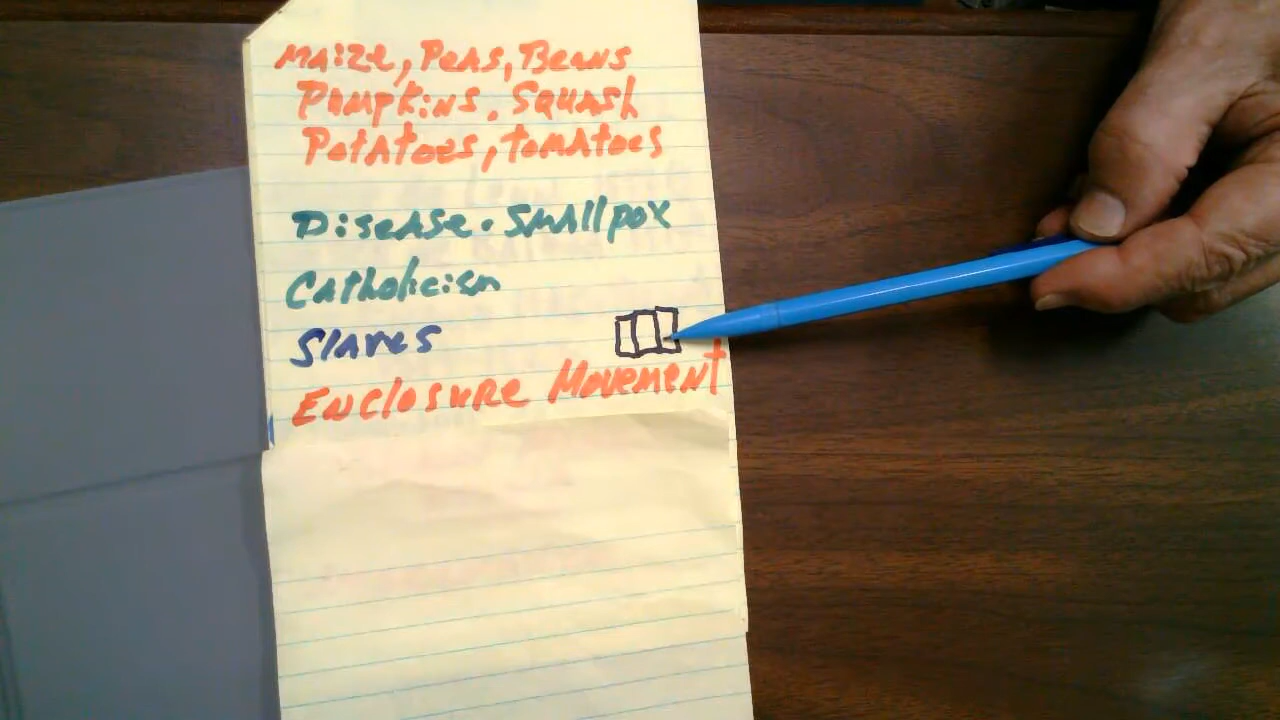 Maize, Peas, Beans
Pumpkins. Squash
Potatoes, tomatoes
Disease. Smallpox
Catholicism
Slaves
Enclosure Movement